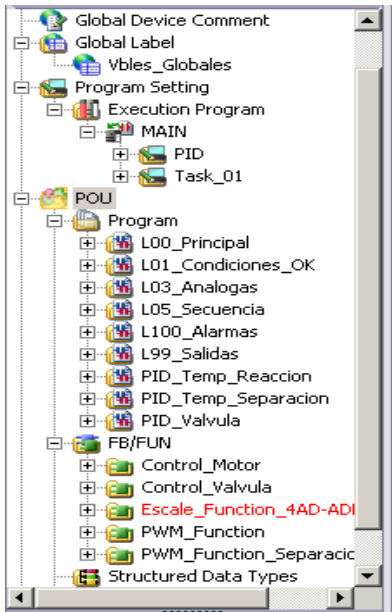 Global Device Comment
Global Label
Vbles_Globales
Program Setting
Execution Program
MAIN
PID
Task_01
POU
Program
L00_Principal
L01_Condiciones_OK
L03_Analogas
L05_Secuencia
L100_Alarmas
L99_Salidas
PID_Temp_Reaccion
PID_Temp_Separacion
PID_Valvula
FB/FUN
Control_Motor
Control_Valvula
Escale_Function_4AD-ADI
PWM_Function
PWM_Function_Separacic
Structured Data Types